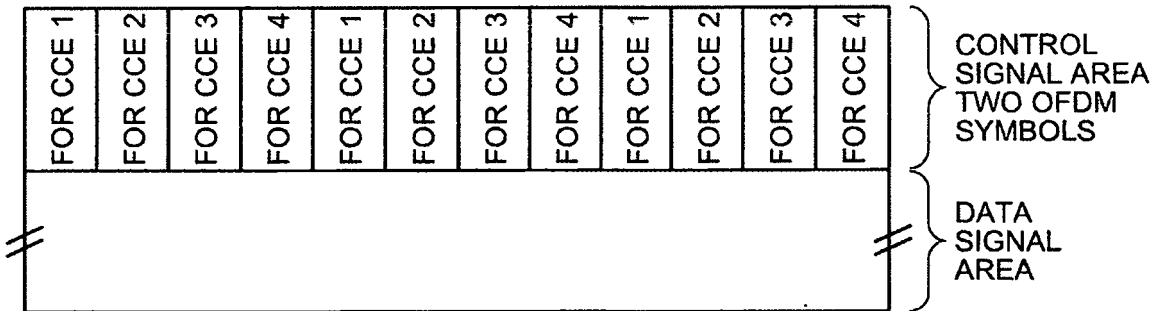 FOR CCE 1
FOR CCE 2
FOR CCE 3
FOR CCE 4
FOR CCE 1
FOR CCE 2
FOR CCE 3
FOR CCE 4
FOR CCE 1
FOR CCE 2
FOR CCE 3
FOR CCE 4
CONTROL
SIGNAL AREA
TWO OFDM
SYMBOLS
DATA
SIGNAL
AREA